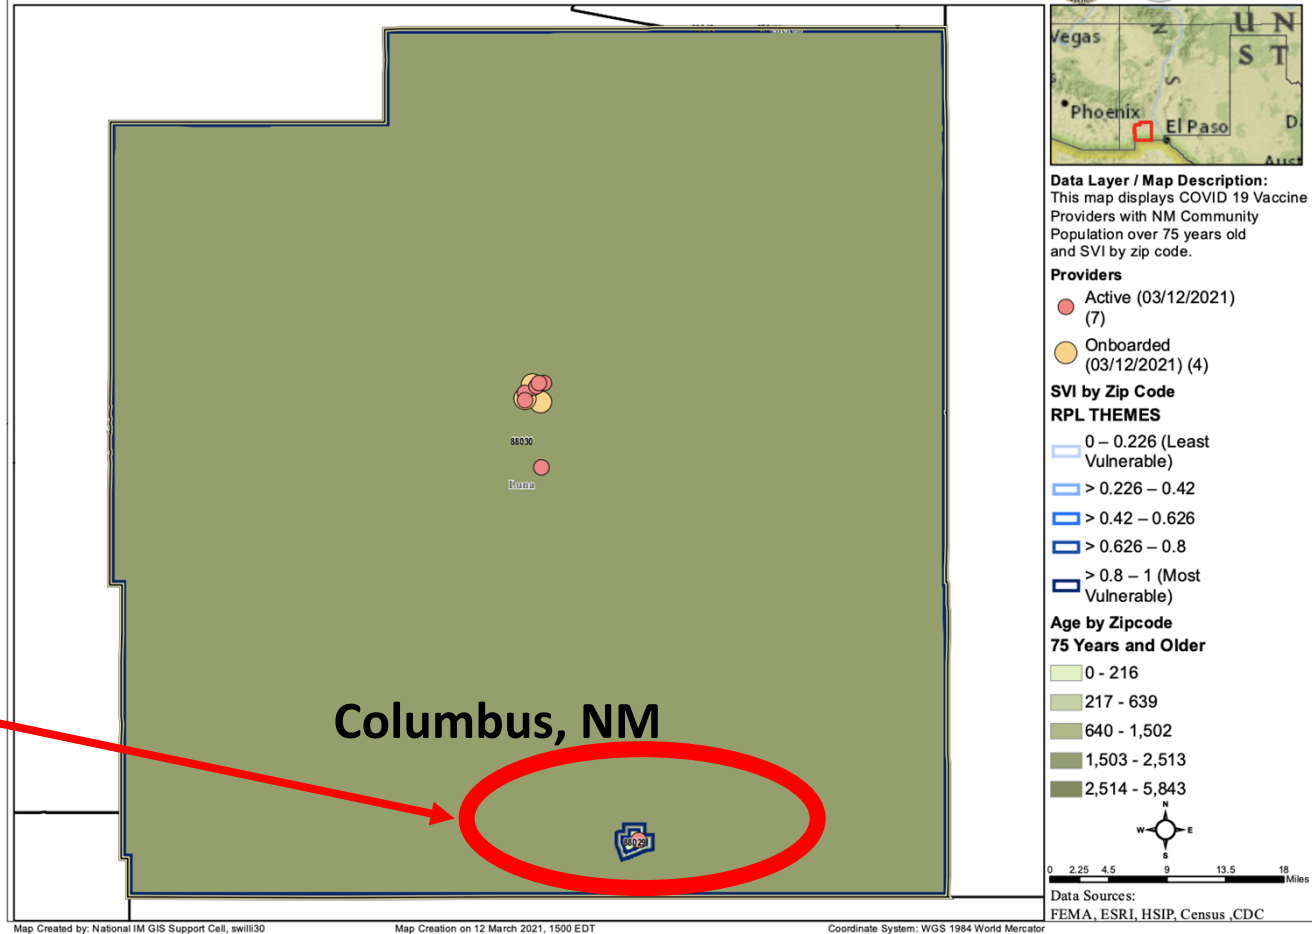 88030
Luna
Columbus, NM
88029
U N
S T
Vegas
N
S
Phoenix
El Paso
D
Aust
Data Layer / Map Description:
This map displays COVID 19 Vaccine
Providers with NM Community
Population over 75 years old
and SVI by zip code.
Providers
Active (03/12/2021)
(7)
Onboarded
(03/12/2021) (4)
SVI by Zip Code
RPL THEMES
0 – 0.226 (Least
Vulnerable)
> 0.226 – 0.42
> 0.42 – 0.626
> 0.626 – 0.8
> 0.8 – 1 (Most
Vulnerable)
Age by Zipcode
75 Years and Older
0 - 216
217 - 639
640 - 1,502
1,503 - 2,513
2,514 - 5,843
N
W E
S
0 2.25 4.5 9 13.5 18
Miles
Data Sources:
FEMA, ESRI, HSIP, Census ,CDC
Map Created by: National IM GIS Support Cell, swilli30
Map Creation on 12 March 2021, 1500 EDT
Coordinate System: WGS 1984 World Mercator